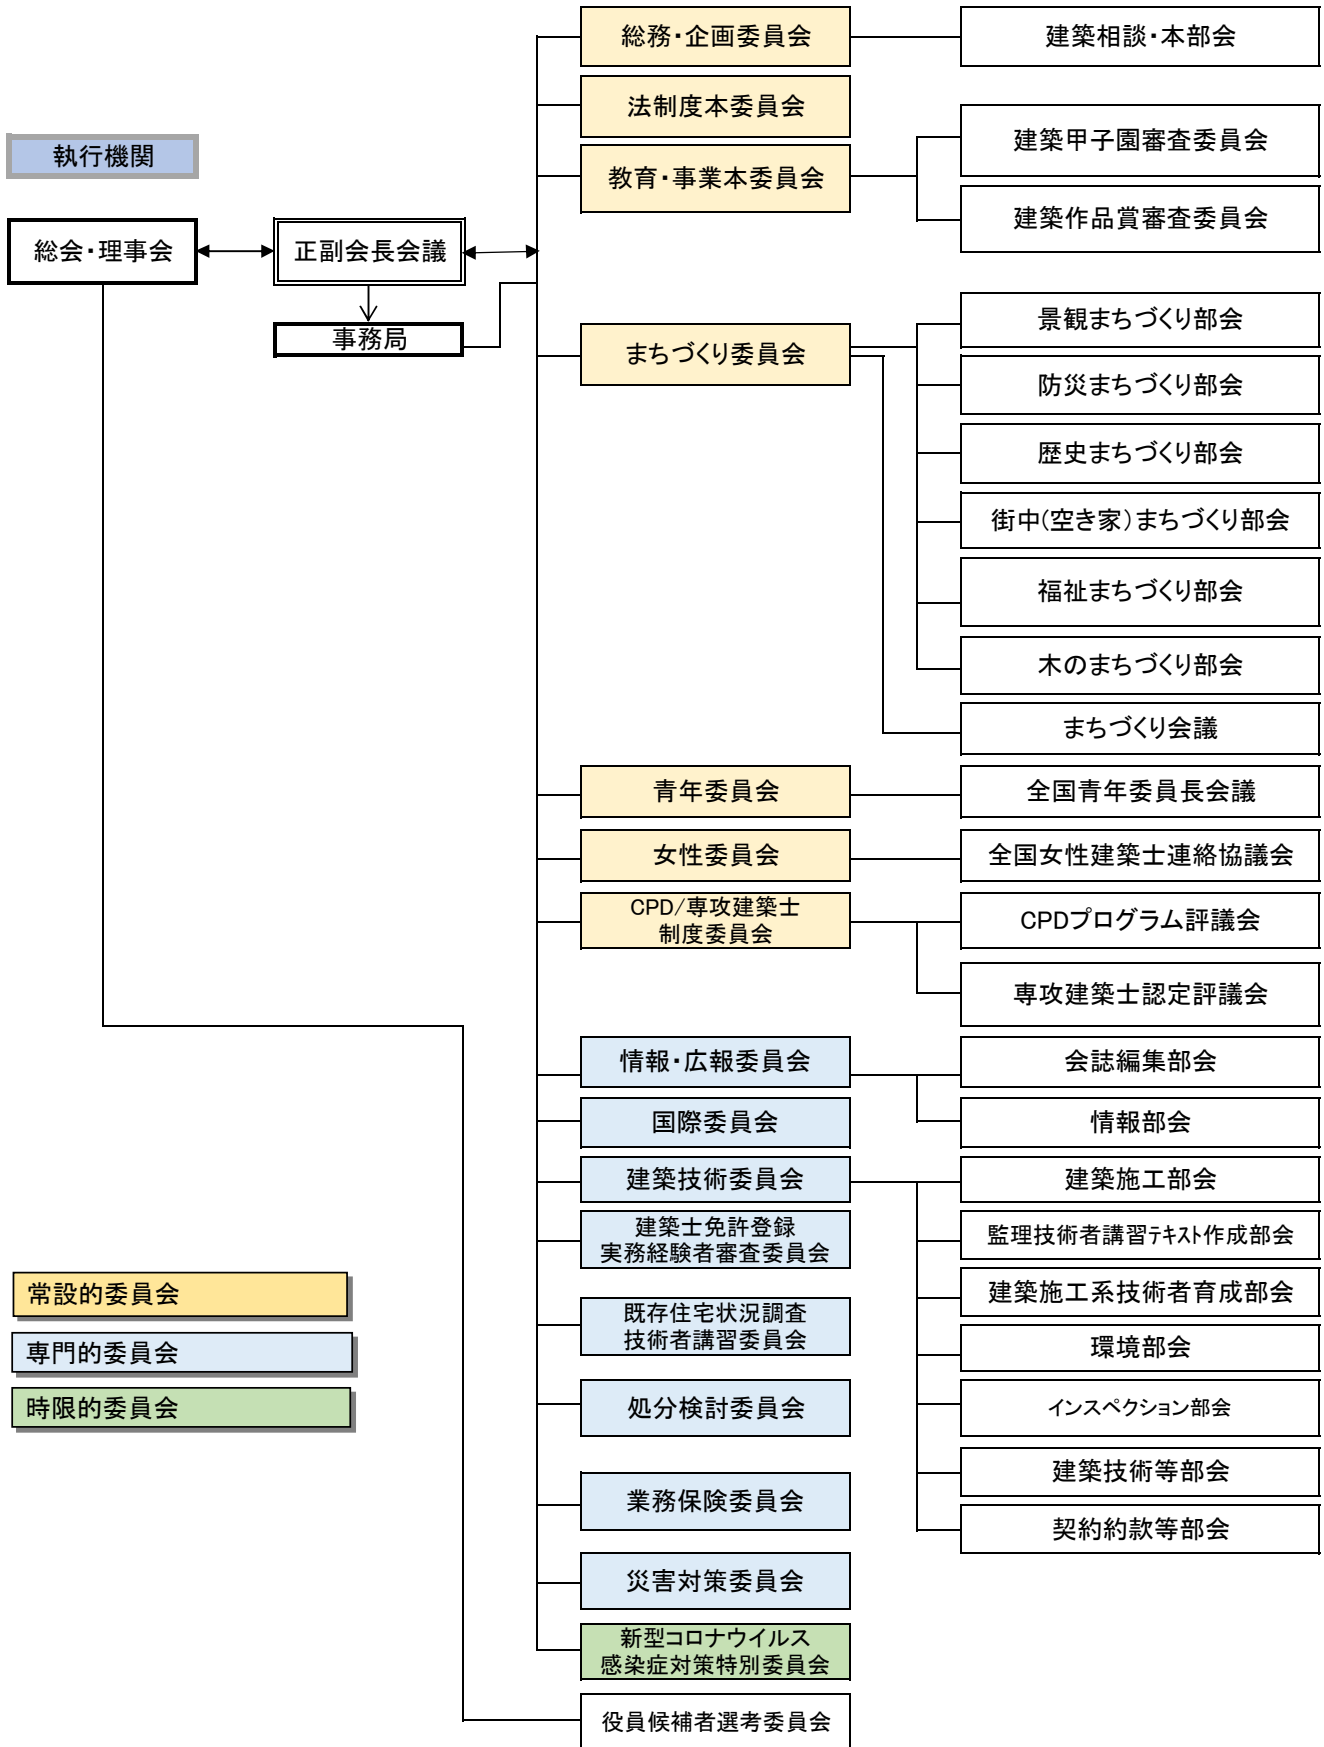 総務・企画委員会
建築相談・本部会
法制度本委員会
執行機関
教育・事業本委員会
建築甲子園審査委員会
建築作品賞審査委員会
総会・理事会
正副会長会議
事務局
まちづくり委員会
景観まちづくり部会
防災まちづくり部会
歴史まちづくり部会
街中(空き家)まちづくり部会
福祉まちづくり部会
木のまちづくり部会
まちづくり会議
青年委員会
全国青年委員長会議
女性委員会
全国女性建築士連絡協議会
CPD/専攻建築士
制度委員会
CPDプログラム評議会
専攻建築士認定評議会
情報・広報委員会
会誌編集部会
国際委員会
情報部会
建築技術委員会
建築施工部会
建築士免許登録
実務経験者審査委員会
監理技術者講習テキスト作成部会
建築施工系技術者育成部会
既存住宅状況調査
技術者講習委員会
環境部会
処分検討委員会
インスペクション部会
建築技術等部会
業務保険委員会
契約約款等部会
災害対策委員会
新型コロナウイルス
感染症対策特別委員会
役員候補者選考委員会
常設的委員会
専門的委員会
時限的委員会